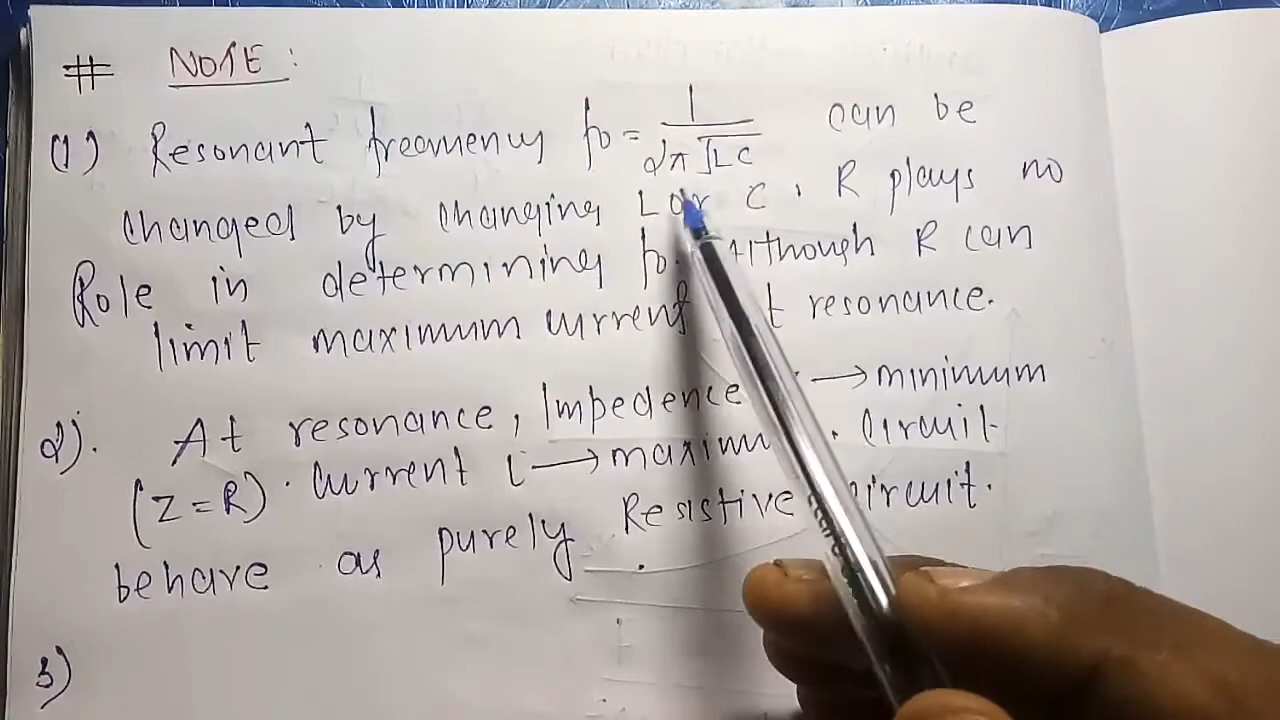 # NOTE :
(1) Resonant frequency fo = 1/2π√LC can be
changed by changing L or C, R plays no
Role in determining fo. Although R can
limit maximum current at resonance.
2). At resonance, Impedence → minimum
(Z = R). Current i → maximum. Circuit
behave as purely Resistive circuit.
3)